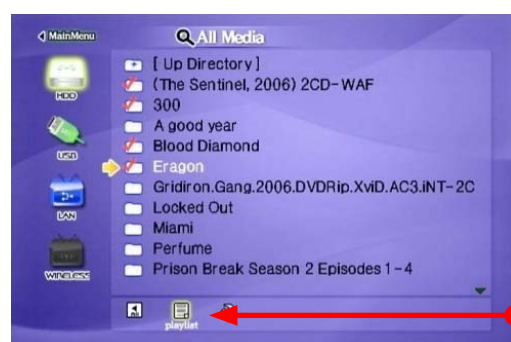 MainMenu
All Media
HDD
USB
LAN
WIRELESS
[ Up Directory ]
(The Sentinel, 2006) 2CD-WAF
300
A good year
Blood Diamond
Eragon
Gridiron.Gang.2006.DVDRip.XviD.AC3.iNT-2C
Locked Out
Miami
Perfume
Prison Break Season 2 Episodes 1-4
playlist